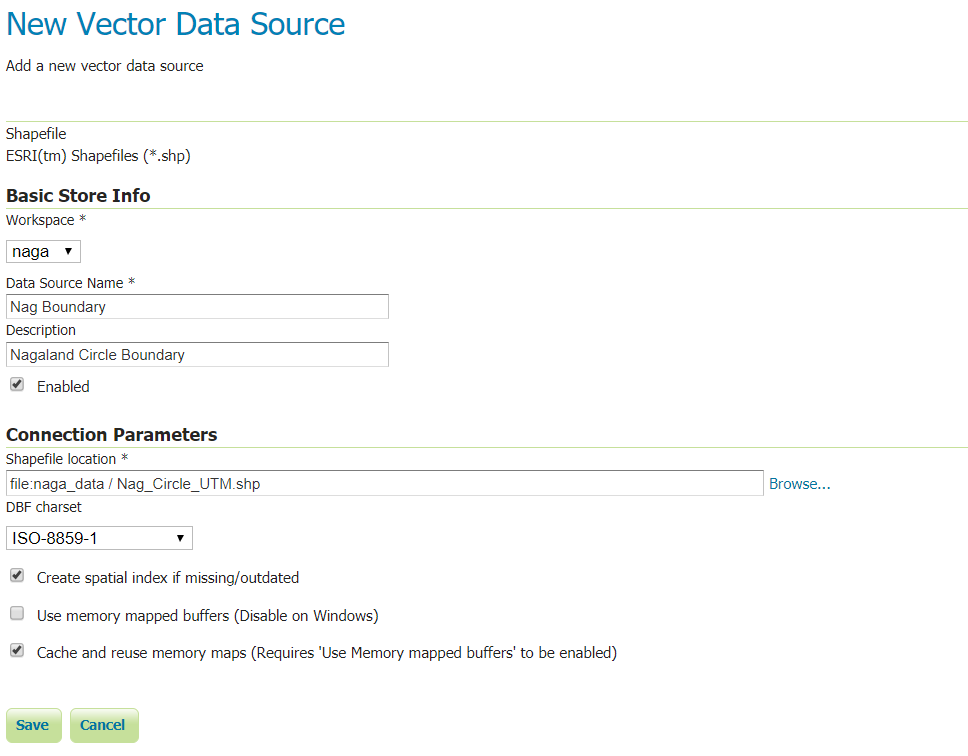 New Vector Data Source
Add a new vector data source
Shapefile
ESRI(tm) Shapefiles (*.shp)
Basic Store Info
Workspace *
naga
Data Source Name *
Nag Boundary
Description
Nagaland Circle Boundary
Enabled
Connection Parameters
Shapefile location *
file:naga_data / Nag_Circle_UTM.shp Browse...
DBF charset
ISO-8859-1
Create spatial index if missing/outdated
Use memory mapped buffers (Disable on Windows)
Cache and reuse memory maps (Requires 'Use Memory mapped buffers' to be enabled)
Save Cancel